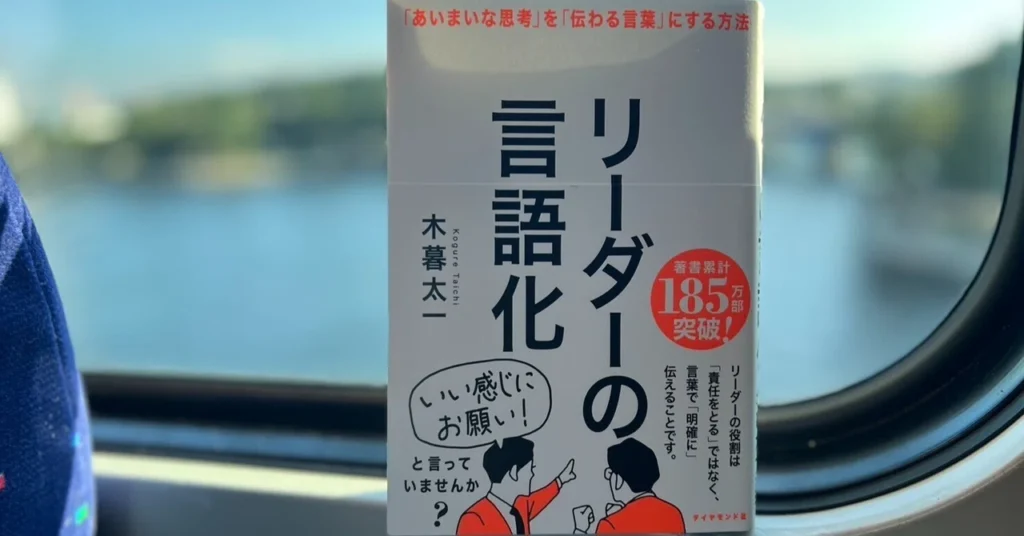 「あいまいな思考」を「伝わる言葉」にする方法
リーダーの
言語化
木暮太一
Kogure Taichi
著書累計
185万部
突破!
リーダーの役割は
「責任をとる」ではなく、
言葉で「明確に」
伝えることです。
いい感じに
お願い!
と言って
いませんか
?
ダイヤモンド社